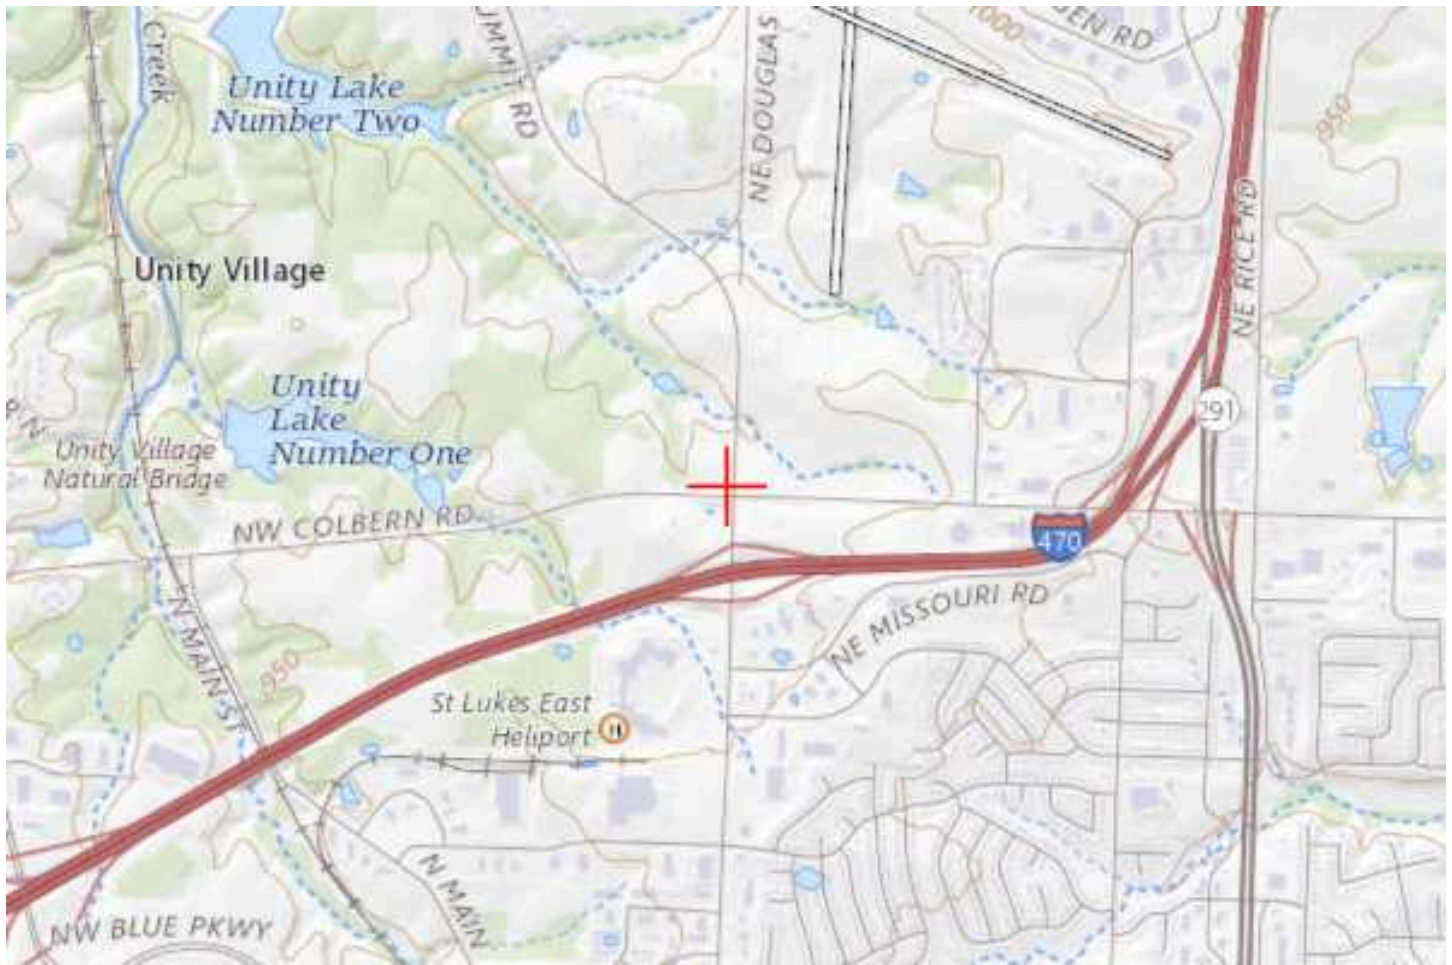 Creek
UMMIT RD
NE DOUGLAS
1000
EN RD
950
Unity Lake
Number Two
NE RICE RD
Unity Village
Unity
Lake
Number One
291
Unity Village
Natural Bridge
NW COLBERN RD
470
NE MISSOURI RD
N MAIN ST
950
St Lukes East
Heliport
N MAIN
NW BLUE PKWY